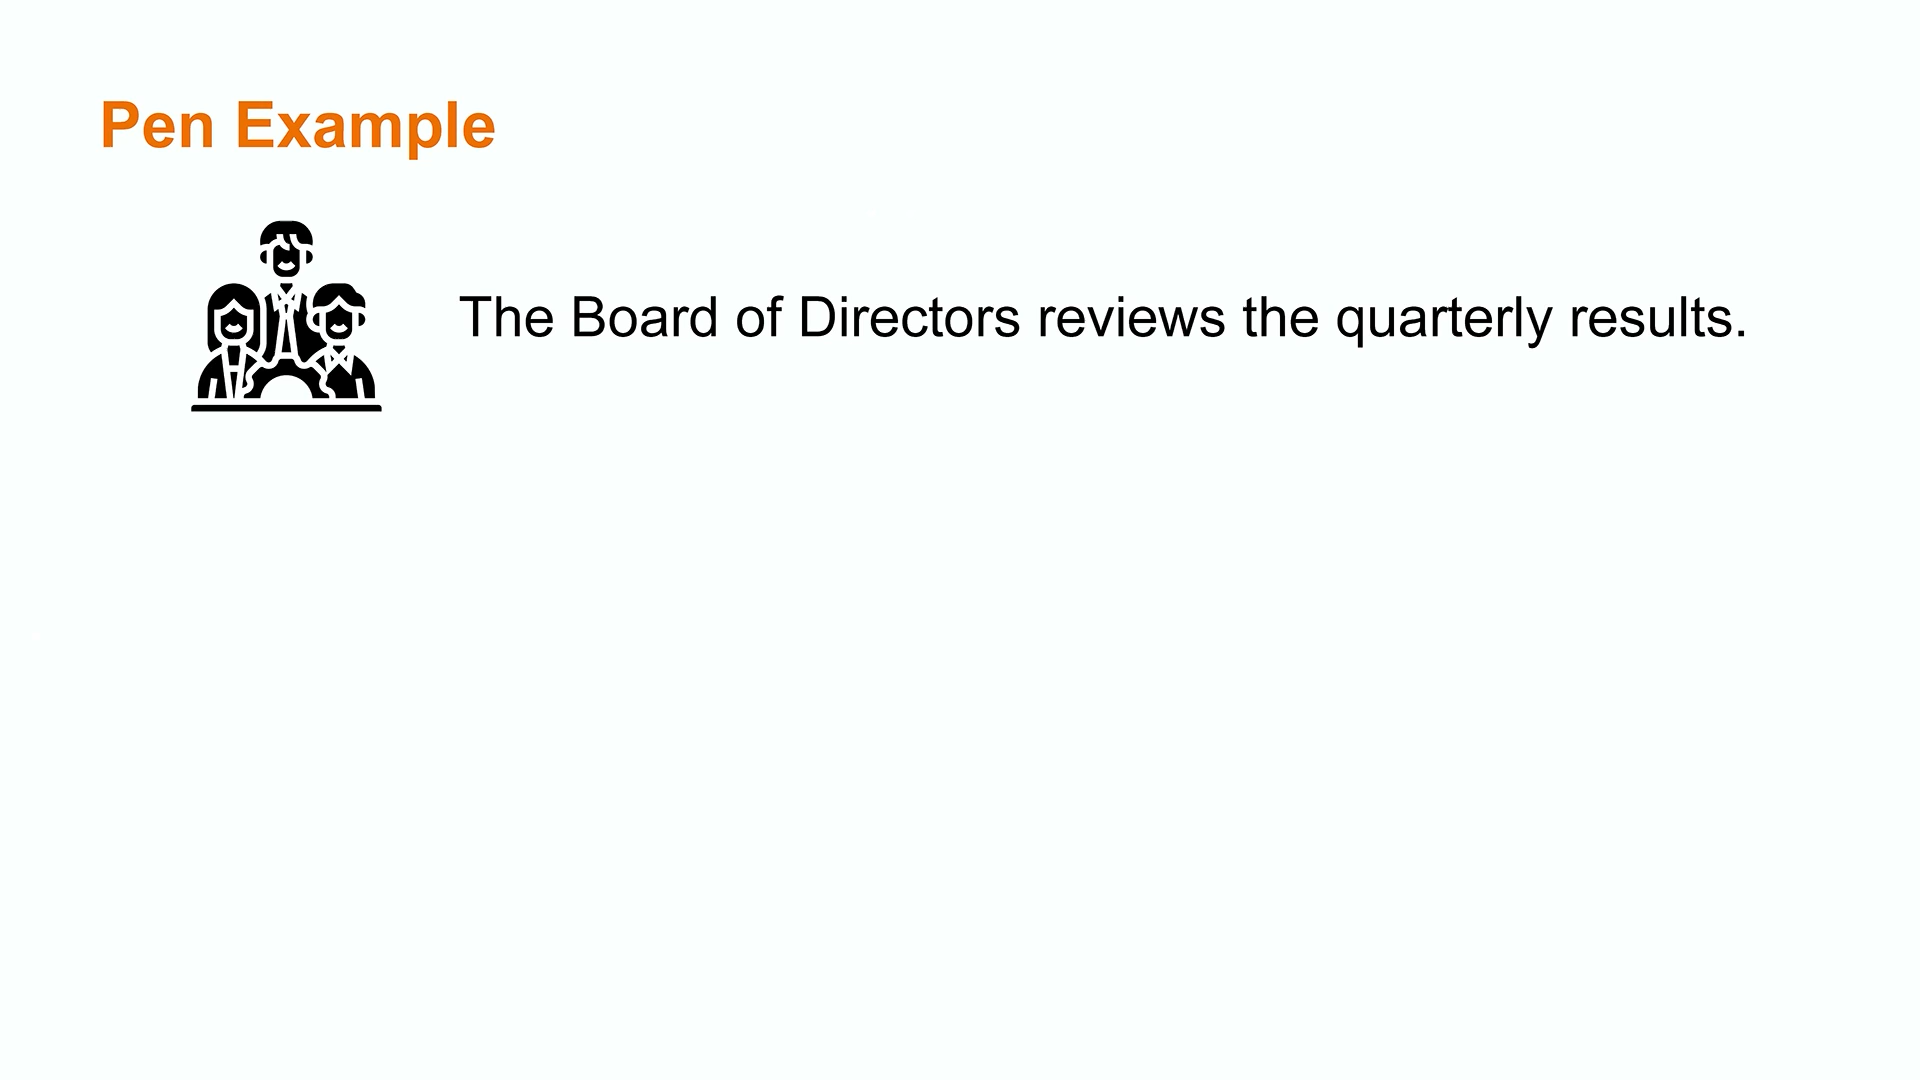 Pen Example
The Board of Directors reviews the quarterly results.